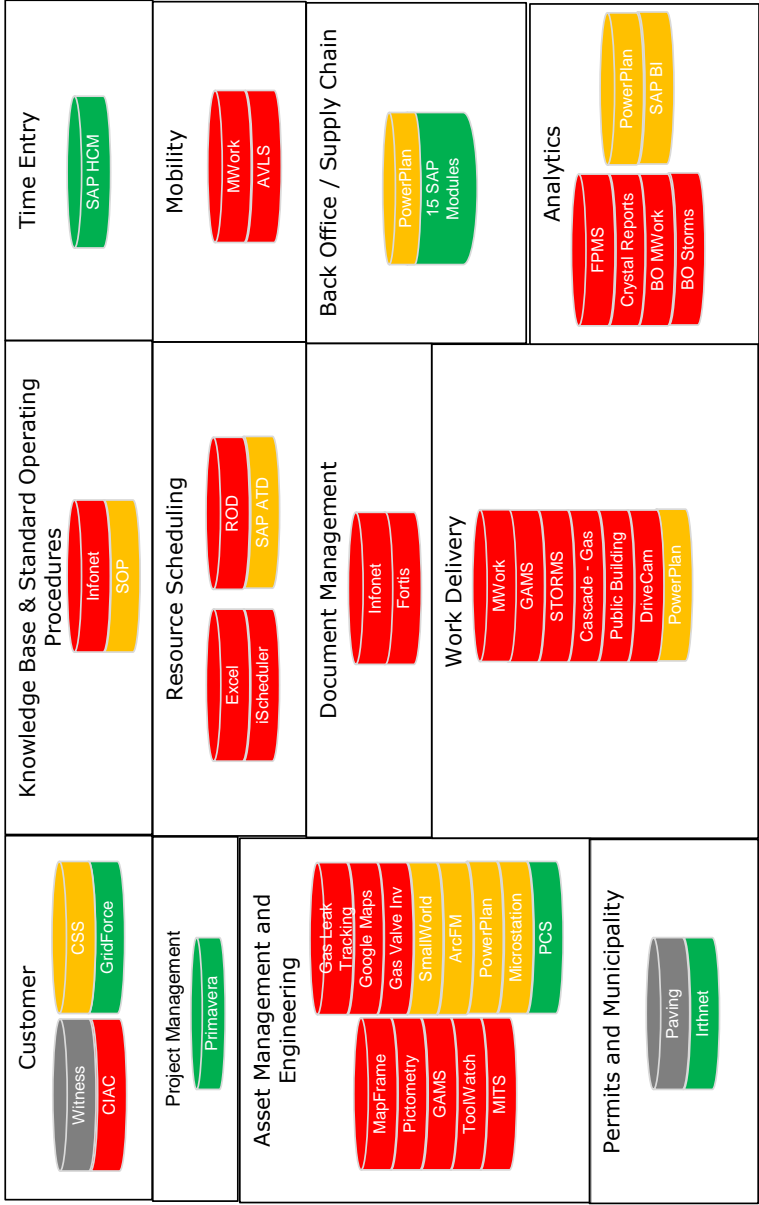 Customer
Witness
CIAC
CSS
GridForce
Knowledge Base & Standard Operating
Procedures
Infonet
SOP
Time Entry
SAP HCM
Project Management
Primavera
Resource Scheduling
Excel
iScheduler
ROD
SAP ATD
Mobility
MWork
AVLS
Asset Management and
Engineering
MapFrame
Pictometry
GAMS
ToolWatch
MITS
Gas Leak
Tracking
Google Maps
Gas Valve Inv
SmallWorld
ArcFM
PowerPlan
Microstation
PCS
Document Management
Infonet
Fortis
Back Office / Supply Chain
PowerPlan
15 SAP
Modules
Work Delivery
MWork
GAMS
STORMS
Cascade - Gas
Public Building
DriveCam
PowerPlan
Analytics
FPMS
Crystal Reports
BO MWork
BO Storms
PowerPlan
SAP BI
Permits and Municipality
Paving
Irthnet